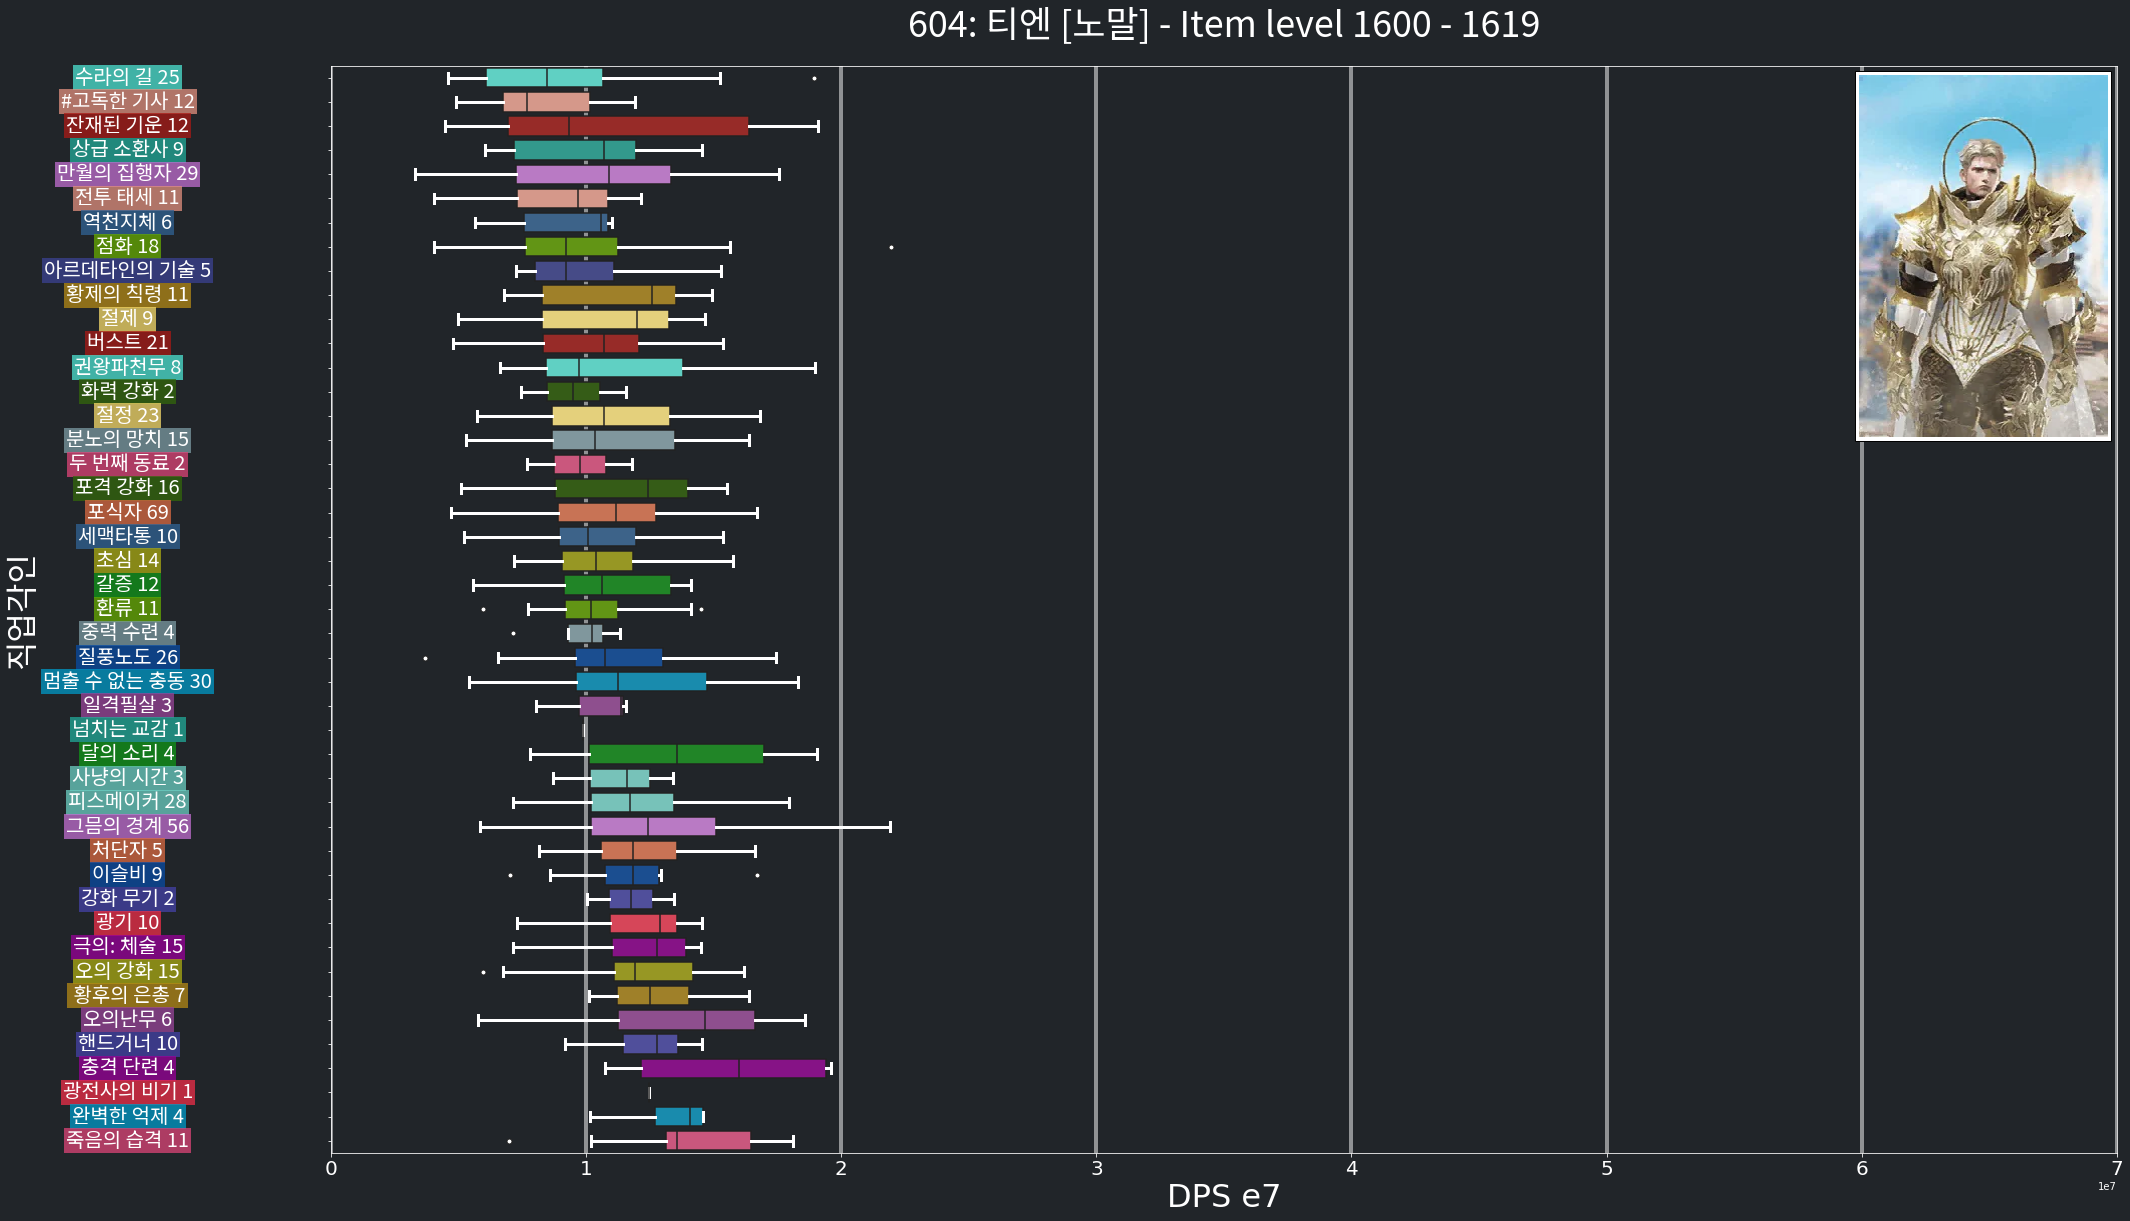 604: 티엔 [노말] - Item level 1600 - 1619
수라의 길 25
#고독한 기사 12
잔재된 기운 12
상급 소환사 9
만월의 집행자 29
전투 태세 11
역천지체 6
점화 18
아르데타인의 기술 5
황제의 칙령 11
절제 9
버스트 21
권왕파천무 8
화력 강화 2
절정 23
분노의 망치 15
두 번째 동료 2
포격 강화 16
포식자 69
세맥타통 10
초심 14
갈증 12
환류 11
중력 수련 4
질풍노도 26
멈출 수 없는 충동 30
일격필살 3
넘치는 교감 1
달의 소리 4
사냥의 시간 3
피스메이커 28
그믐의 경계 56
처단자 5
이슬비 9
강화 무기 2
광기 10
극의: 체술 15
오의 강화 15
황후의 은총 7
오의난무 6
핸드거너 10
충격 단련 4
광전사의 비기 1
완벽한 억제 4
죽음의 습격 11
직업각인
0 1 2 3 4 5 6 7
1e7
DPS e7